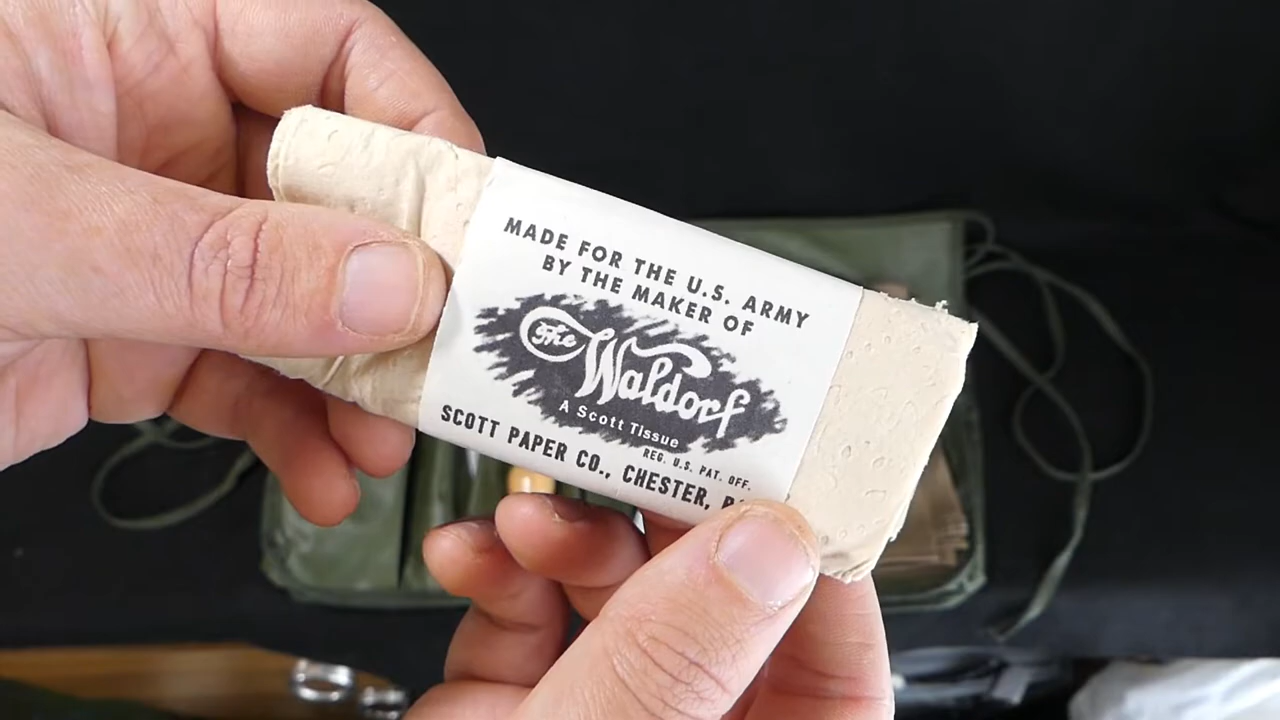 MADE FOR THE U.S. ARMY
BY THE MAKER OF
The Waldorf
A Scott Tissue
REG. U.S. PAT. OFF.
SCOTT PAPER CO., CHESTER,